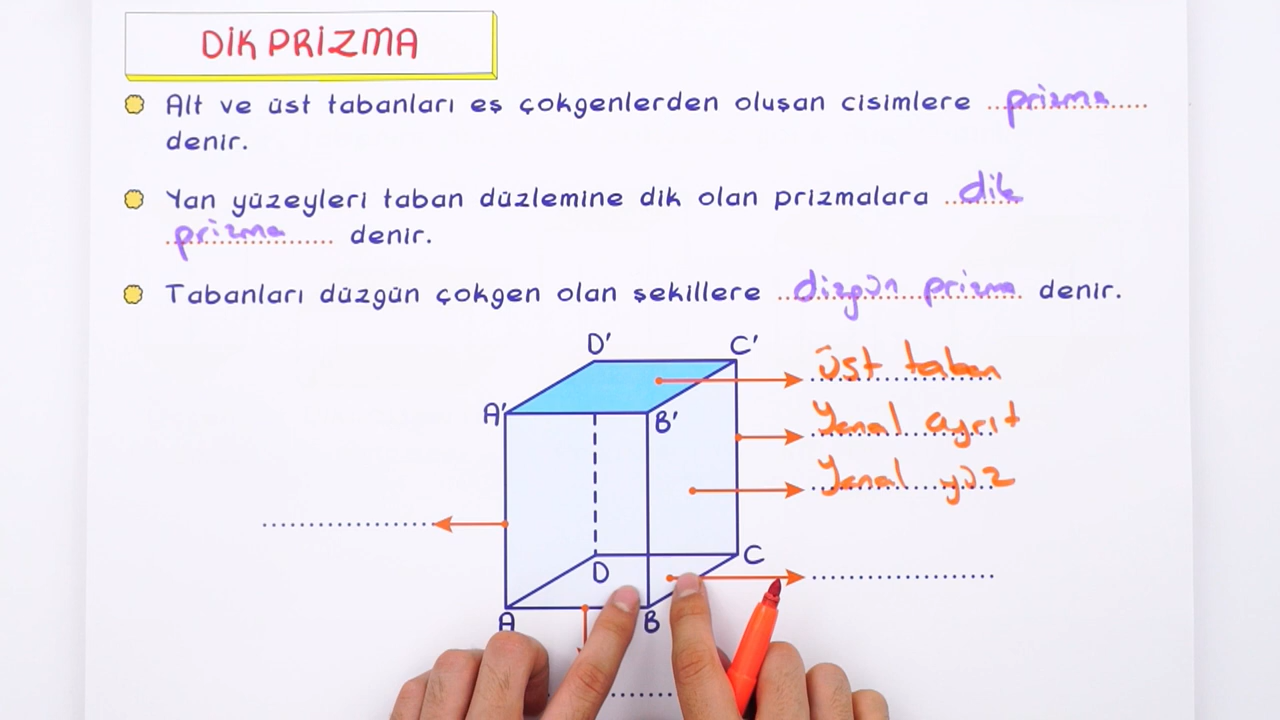 DİK PRİZMA
Alt ve üst tabanları eş çokgenlerden oluşan cisimlere prizma
denir.
Yan yüzeyleri taban düzlemine dik olan prizmalara dik
prizma denir.
Tabanları düzgün çokgen olan şekillere düzgün prizma denir.
D' C'
üst taban
A' B'
Yanal ayrıt
Yanal yüz
D C
A B